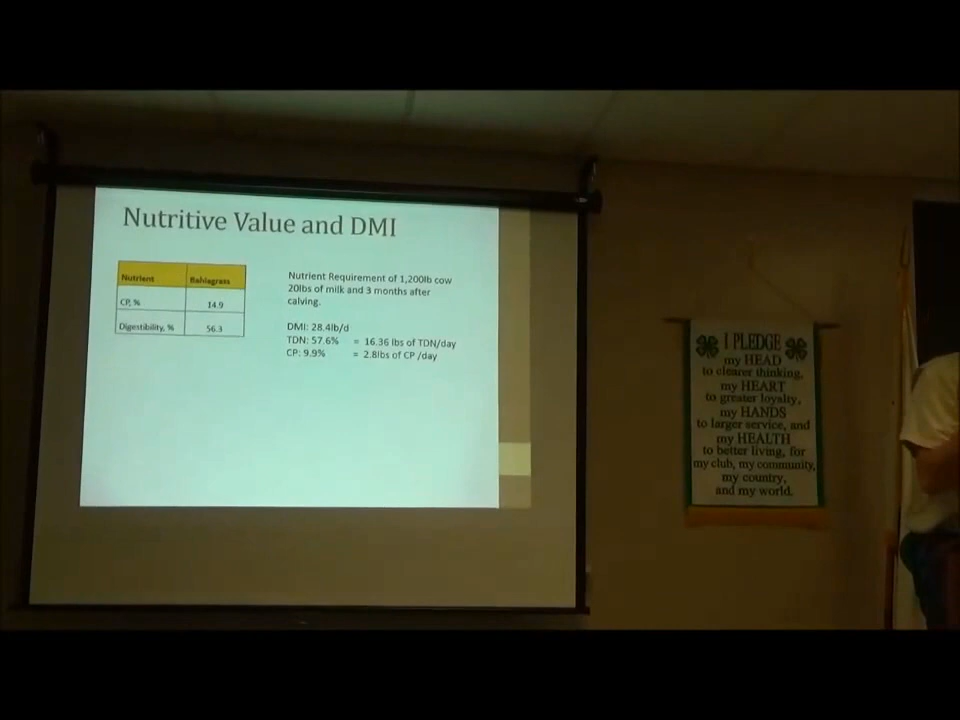 Nutritive Value and DMI
Nutrient Bahiagrass
CP, % 14.9
Digestibility, % 56.3
Nutrient Requirement of 1,200lb cow
20lbs of milk and 3 months after
calving.
DMI: 28.4lb/d
TDN: 57.6% = 16.36 lbs of TDN/day
CP: 9.9% = 2.8lbs of CP /day
I PLEDGE
my HEAD
to clearer thinking,
my HEART
to greater loyalty,
my HANDS
to larger service, and
my HEALTH
to better living, for
my club, my community,
my country,
and my world.